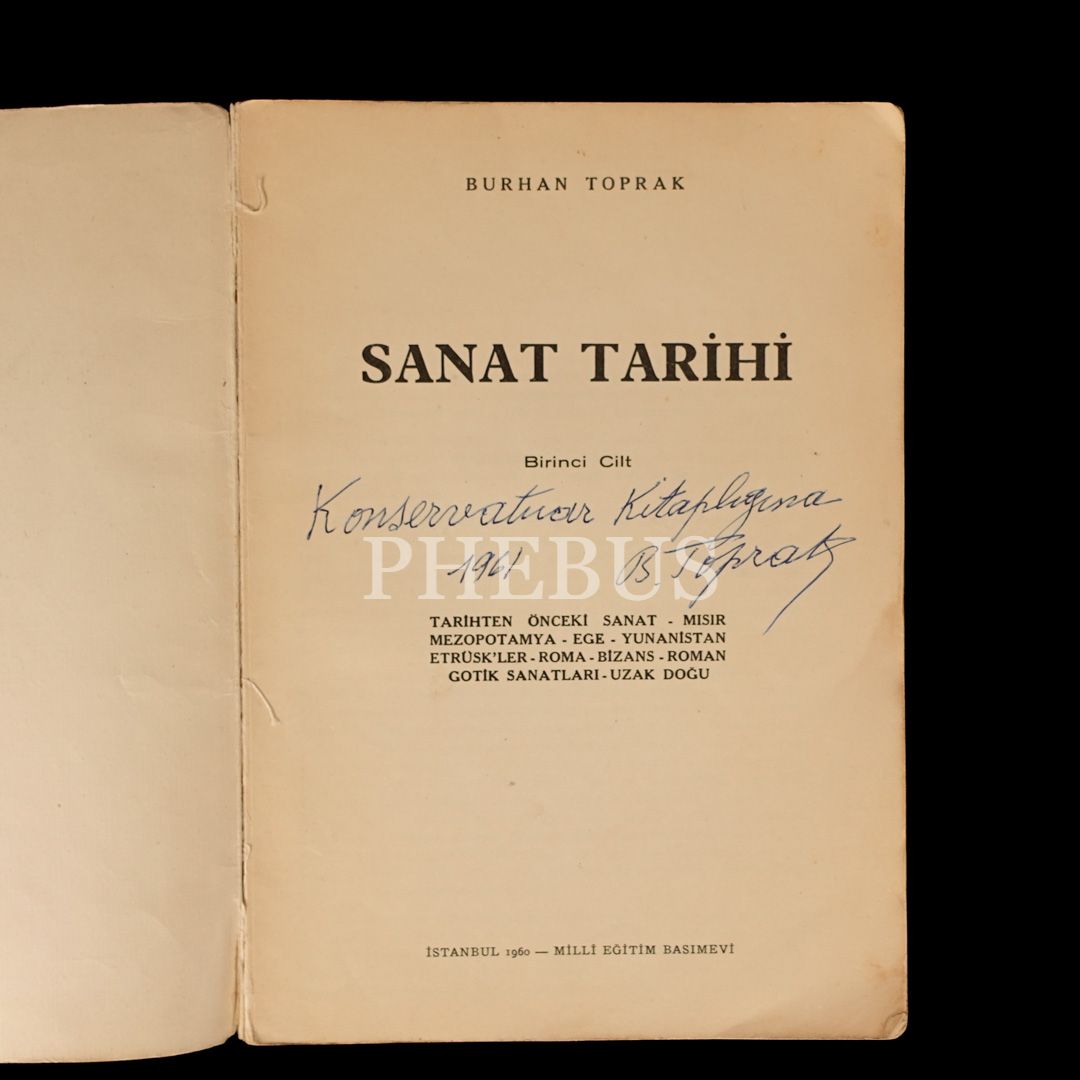 BURHAN TOPRAK
SANAT TARİHİ
Birinci Cilt
Konservatuar Kitaplığına
1961 B. Toprak
PHEBUS
TARİHTEN ÖNCEKİ SANAT - MISIR
MEZOPOTAMYA - EGE - YUNANİSTAN
ETRÜSK'LER - ROMA - BİZANS - ROMAN
GOTİK SANATLARI - UZAK DOĞU
İSTANBUL 1960 — MİLLÎ EĞİTİM BASIMEVİ